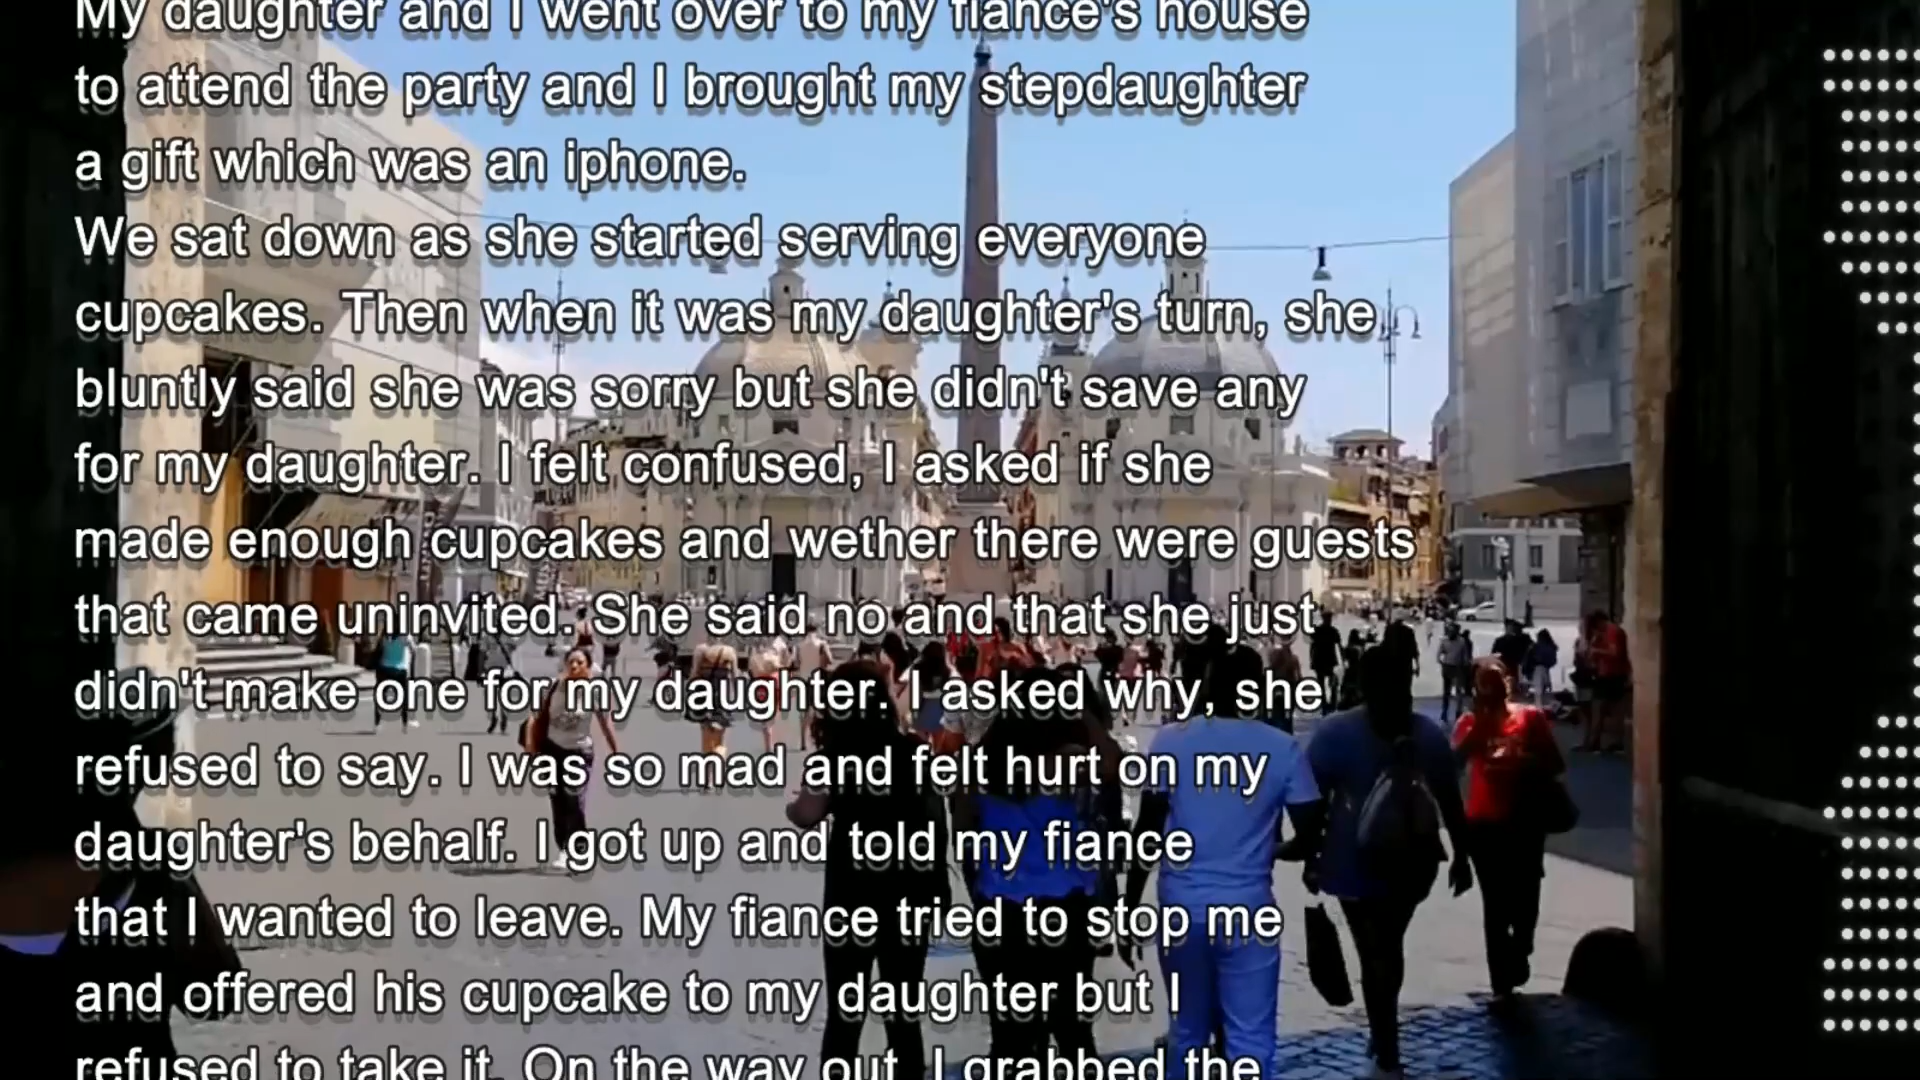 My daughter and I went over to my fiance's house
to attend the party and I brought my stepdaughter
a gift which was an iphone.
We sat down as she started serving everyone
cupcakes. Then when it was my daughter's turn, she
bluntly said she was sorry but she didn't save any
for my daughter. I felt confused, I asked if she
made enough cupcakes and wether there were guests
that came uninvited. She said no and that she just
didn't make one for my daughter. I asked why, she
refused to say. I was so mad and felt hurt on my
daughter's behalf. I got up and told my fiance
that I wanted to leave. My fiance tried to stop me
and offered his cupcake to my daughter but I
refused to take it. On the way out, I grabbed the